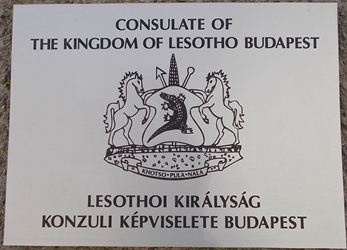 CONSULATE OF
THE KINGDOM OF LESOTHO BUDAPEST
KHOTSO•PULA•NALA
LESOTHOI KIRÁLYSÁG
KONZULI KÉPVISELETE BUDAPEST